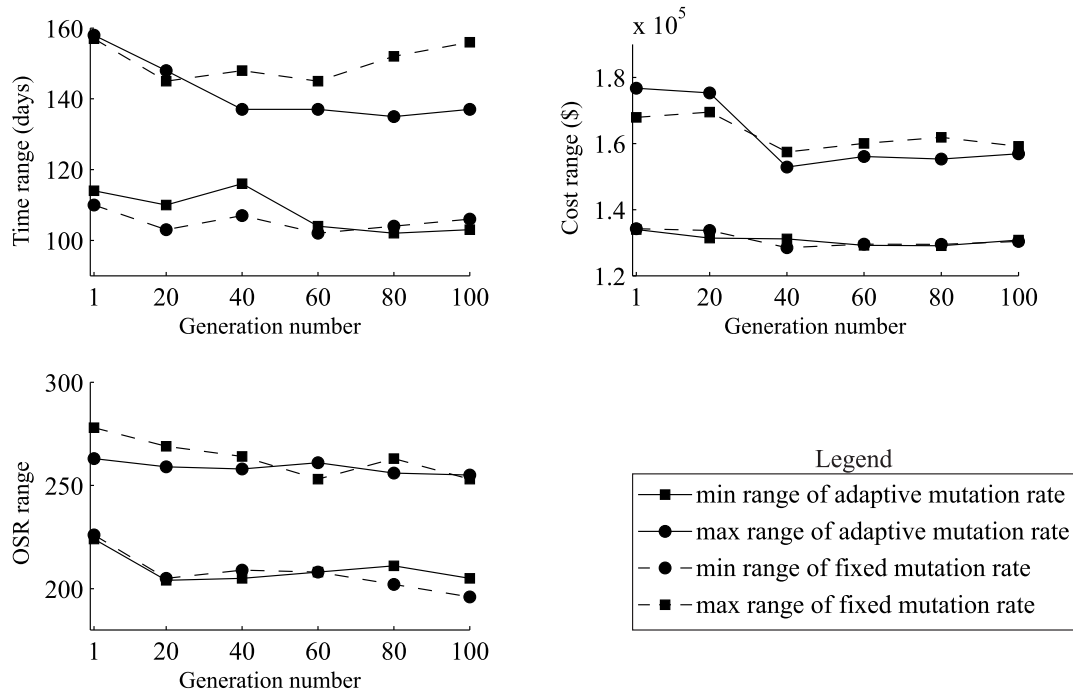 160
140
120
100
Time range (days)
1 20 40 60 80 100
Generation number
x 10⁵
1.8
1.6
1.4
1.2
Cost range ($)
1 20 40 60 80 100
Generation number
300
250
200
OSR range
1 20 40 60 80 100
Generation number
Legend
min range of adaptive mutation rate
max range of adaptive mutation rate
min range of fixed mutation rate
max range of fixed mutation rate